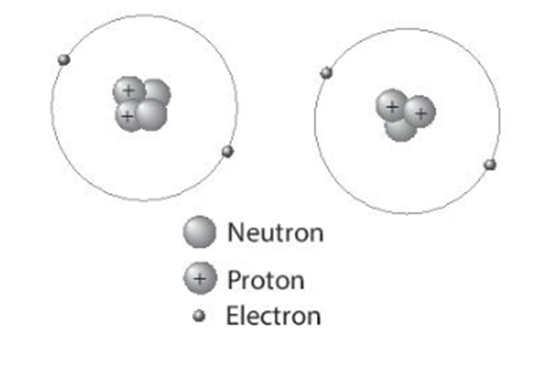 +
+
+ +
Neutron
+ Proton
Electron